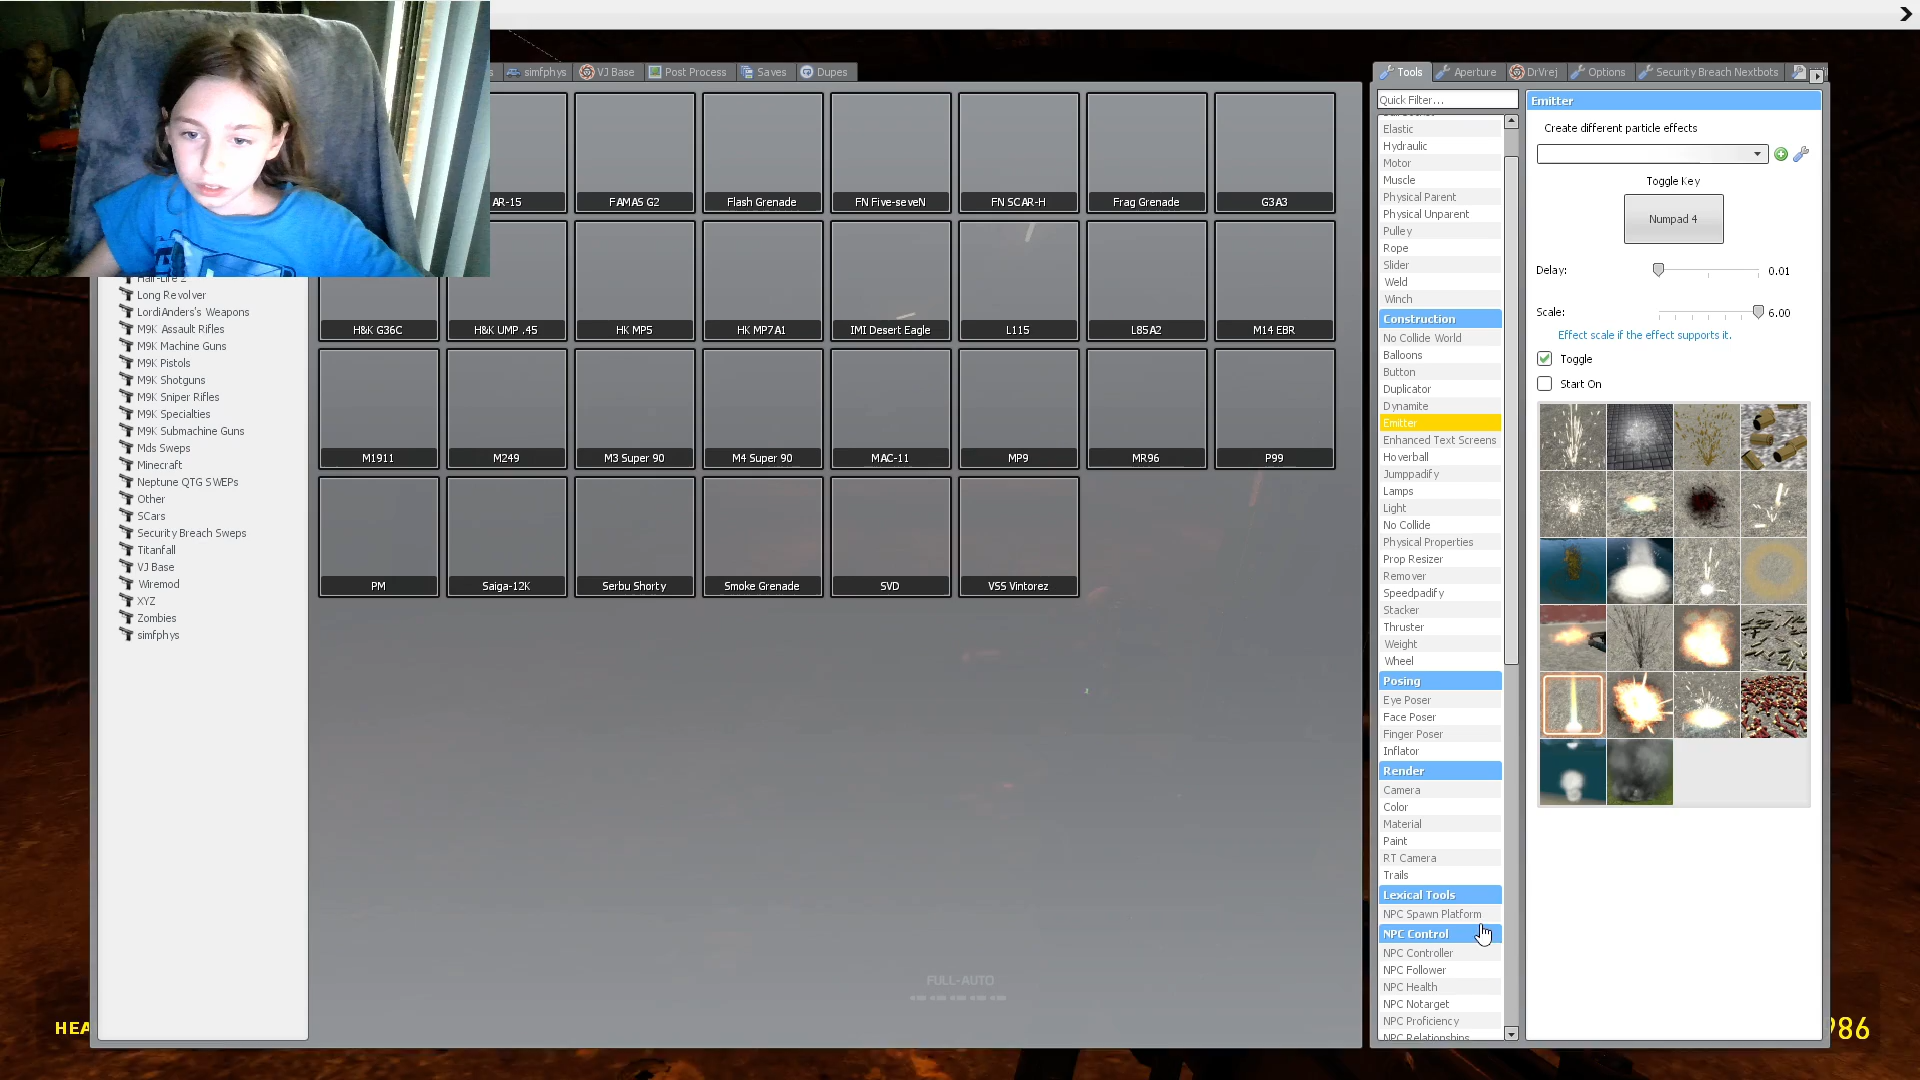 simfphys
VJ Base
Post Process
Saves
Dupes
Tools
Aperture
DrVrej
Options
Security Breach Nextbots
AR-15
FAMAS G2
Flash Grenade
FN Five-seveN
FN SCAR-H
Frag Grenade
G3A3
H&K G36C
H&K UMP .45
HK MP5
HK MP7A1
IMI Desert Eagle
L115
L85A2
M14 EBR
M1911
M249
M3 Super 90
M4 Super 90
MAC-11
MP9
MR96
P99
PM
Saiga-12K
Serbu Shorty
Smoke Grenade
SVD
VSS Vintorez
Half-Life 2
Long Revolver
LordiAnders's Weapons
M9K Assault Rifles
M9K Machine Guns
M9K Pistols
M9K Shotguns
M9K Sniper Rifles
M9K Specialties
M9K Submachine Guns
Mds Sweps
Minecraft
Neptune QTG SWEPs
Other
SCars
Security Breach Sweps
Titanfall
VJ Base
Wiremod
XYZ
Zombies
simfphys
FULL-AUTO
HEA
986
Quick Filter...
Elastic
Hydraulic
Motor
Muscle
Physical Parent
Physical Unparent
Pulley
Rope
Slider
Weld
Winch
Construction
No Collide World
Balloons
Button
Duplicator
Dynamite
Emitter
Enhanced Text Screens
Hoverball
Jumppadify
Lamps
Light
No Collide
Physical Properties
Prop Resizer
Remover
Speedpadify
Stacker
Thruster
Weight
Wheel
Posing
Eye Poser
Face Poser
Finger Poser
Inflator
Render
Camera
Color
Material
Paint
RT Camera
Trails
Lexical Tools
NPC Spawn Platform
NPC Control
NPC Controller
NPC Follower
NPC Health
NPC Notarget
NPC Proficiency
NPC Relationships
Emitter
Create different particle effects
Toggle Key
Numpad 4
Delay: 0.01
Scale: 6.00
Effect scale if the effect supports it.
Toggle
Start On